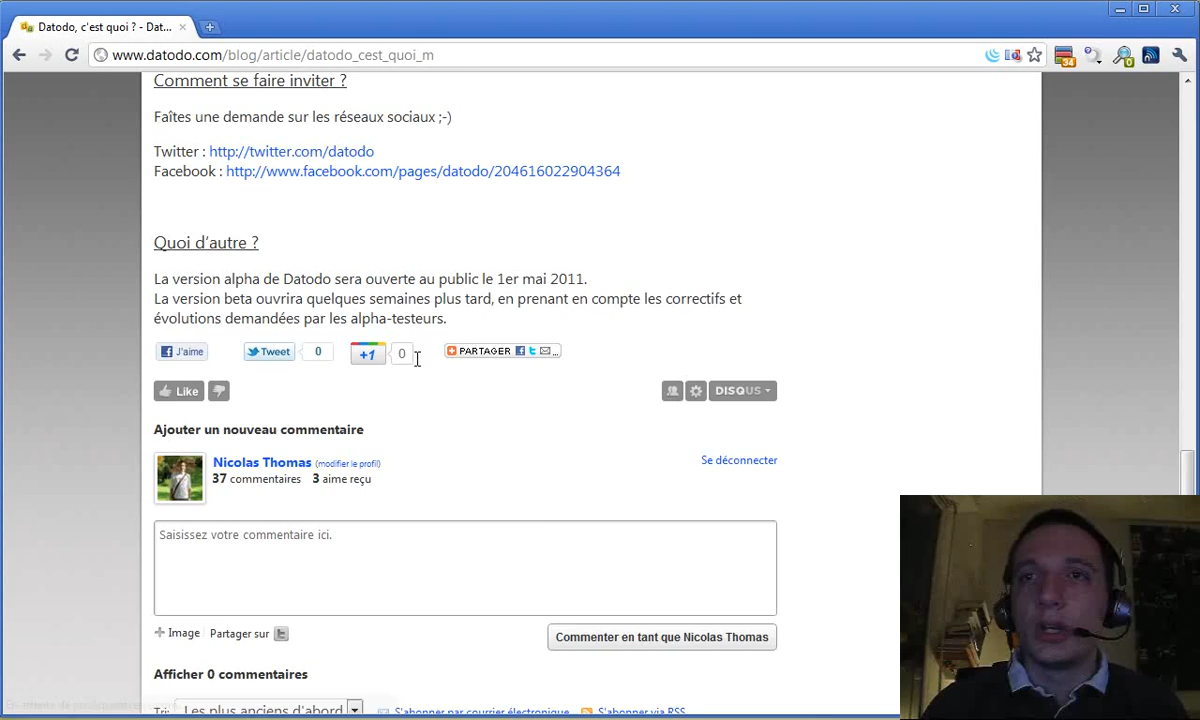 Datodo, c'est quoi ? - Dat...
www.datodo.com/blog/article/datodo_cest_quoi_m
34
0
Comment se faire inviter ?
Faîtes une demande sur les réseaux sociaux ;-)
Twitter : http://twitter.com/datodo
Facebook : http://www.facebook.com/pages/datodo/204616022904364
Quoi d'autre ?
La version alpha de Datodo sera ouverte au public le 1er mai 2011.
La version beta ouvrira quelques semaines plus tard, en prenant en compte les correctifs et
évolutions demandées par les alpha-testeurs.
J'aime Tweet 0 +1 0 PARTAGER ...
Like DISQUS
Ajouter un nouveau commentaire
Nicolas Thomas (modifier le profil) Se déconnecter
37 commentaires 3 aime reçu
Saisissez votre commentaire ici.
Image Partager sur
Commenter en tant que Nicolas Thomas
Afficher 0 commentaires
Tri: Les plus anciens d'abord S'abonner par courrier électronique S'abonner via RSS